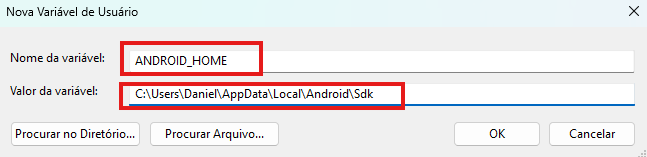 Nova Variável de Usuário
Nome da variável: ANDROID_HOME
Valor da variável: C:\Users\Daniel\AppData\Local\Android\Sdk
Procurar no Diretório... Procurar Arquivo... OK Cancelar